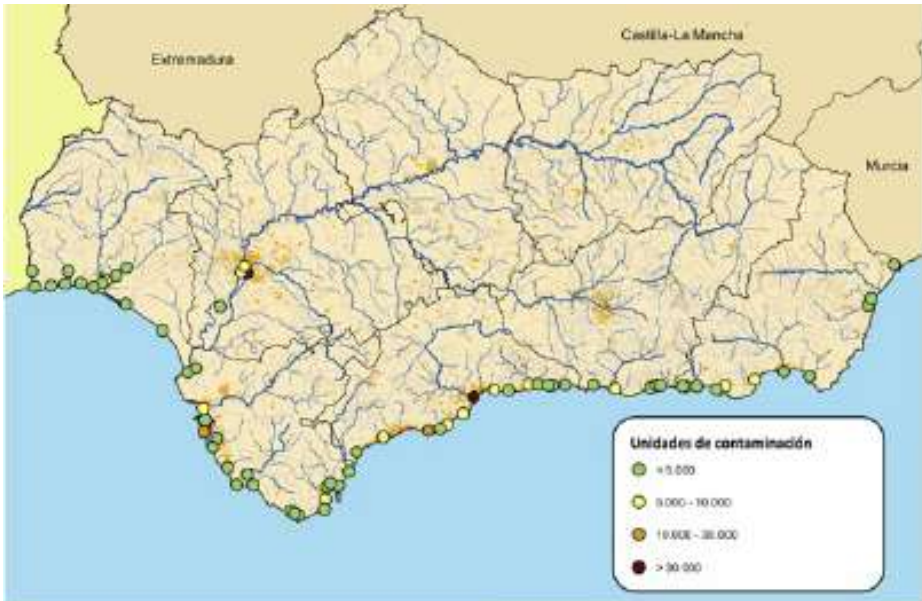 Castilla-La Mancha
Extremadura
Murcia
Unidades de contaminación
< 5.000
5.000 - 10.000
10.000 - 30.000
> 30.000